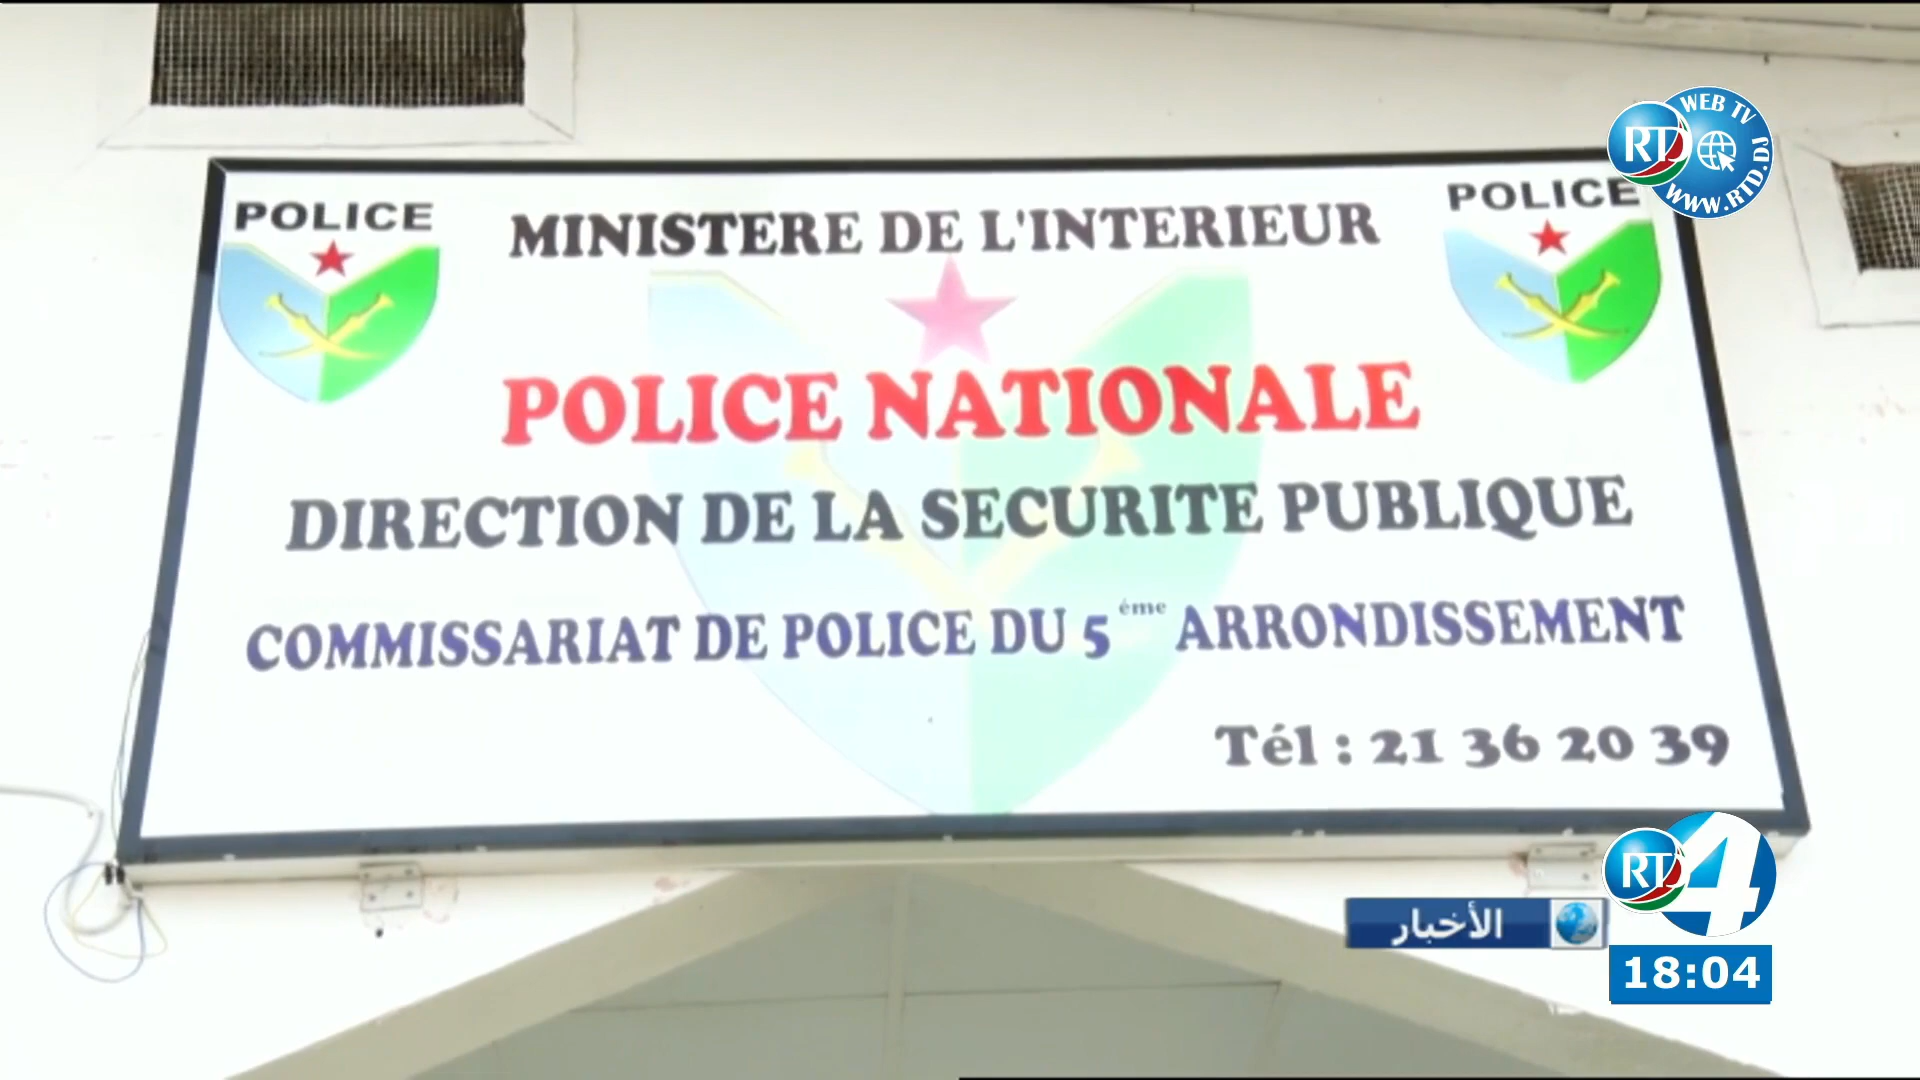 WEB TV
RTD
WWW.RTD.DJ
POLICE
POLICE
MINISTERE DE L'INTERIEUR
POLICE NATIONALE
DIRECTION DE LA SECURITE PUBLIQUE
COMMISSARIAT DE POLICE DU 5ème ARRONDISSEMENT
Tél : 21 36 20 39
RTD
4
الأخبار
18:04